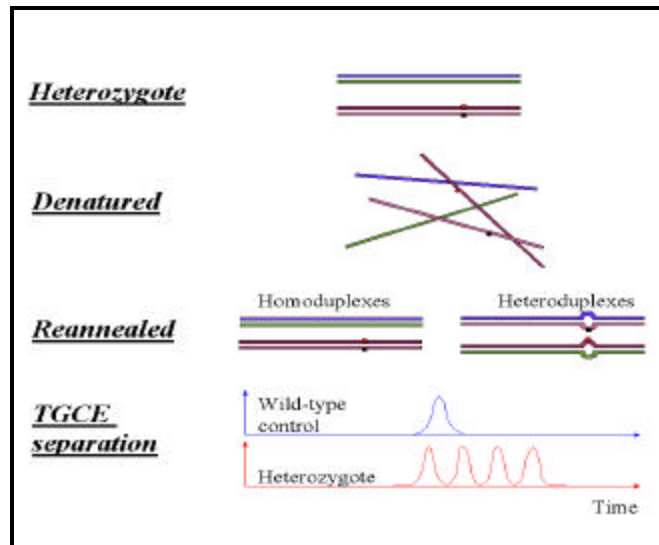 Heterozygote
Denatured
Homoduplexes
Heteroduplexes
Reannealed
TGCE
separation
Wild-type
control
Heterozygote
Time